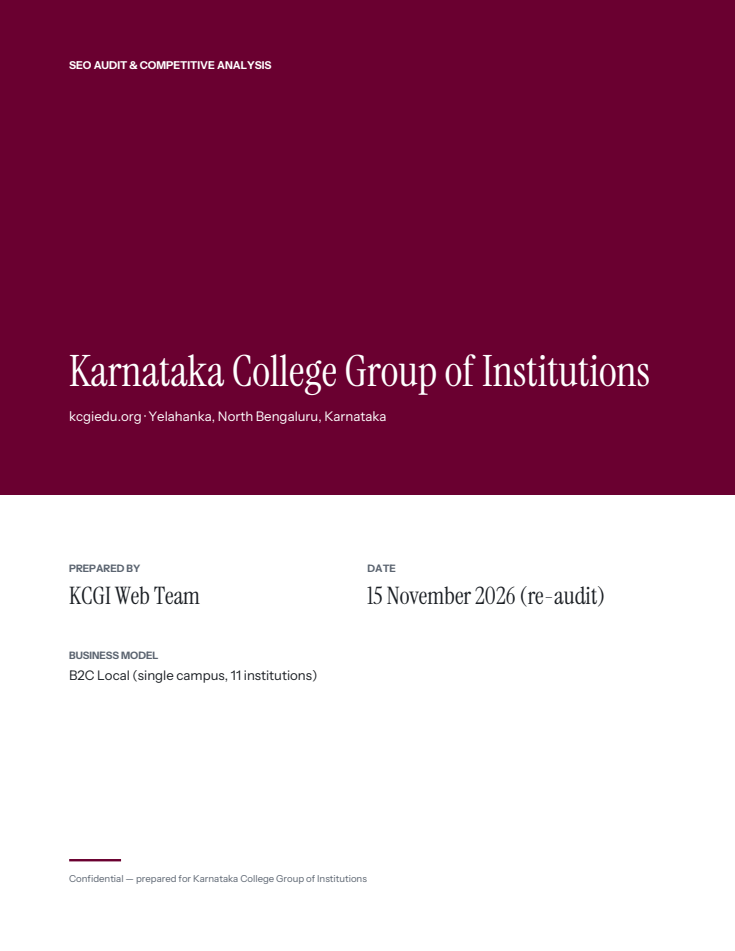 SEO AUDIT & COMPETITIVE ANALYSIS
Karnataka College Group of Institutions
kcgiedu.org · Yelahanka, North Bengaluru, Karnataka
PREPARED BY
KCGI Web Team
DATE
15 November 2026 (re-audit)
BUSINESS MODEL
B2C Local (single campus, 11 institutions)
Confidential — prepared for Karnataka College Group of Institutions